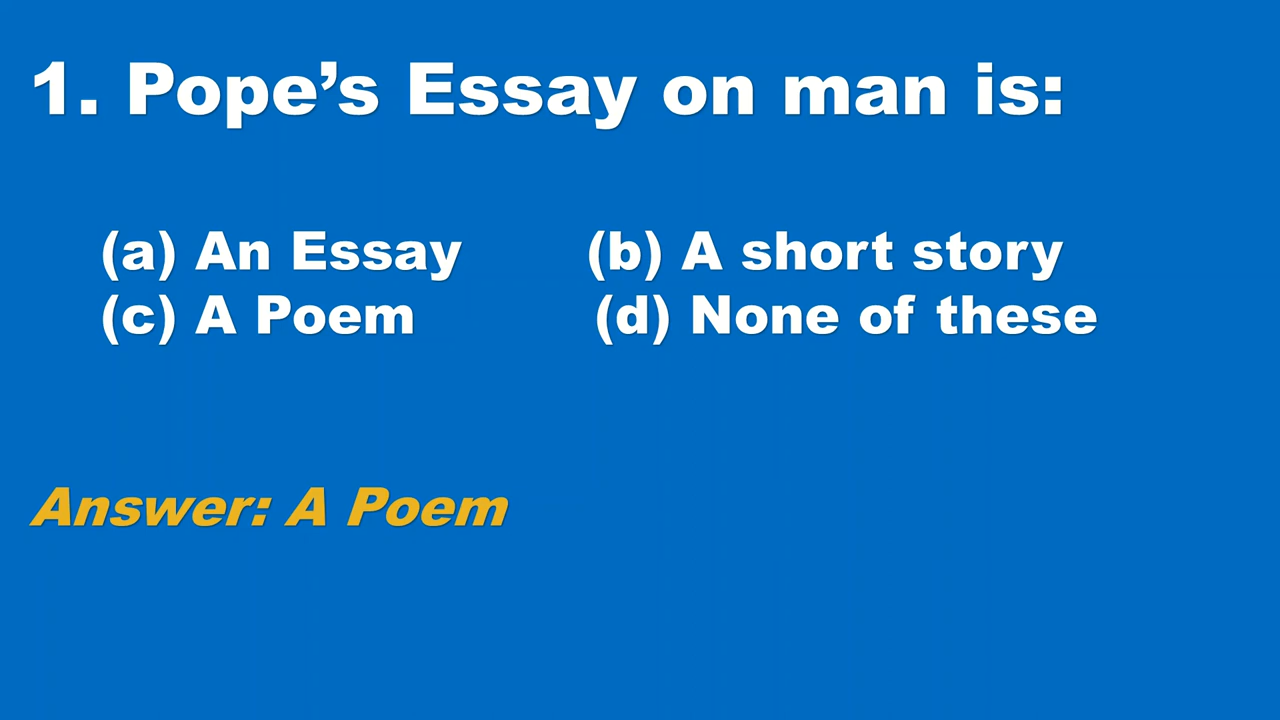 1. Pope’s Essay on man is:
(a) An Essay (b) A short story
(c) A Poem (d) None of these
Answer: A Poem